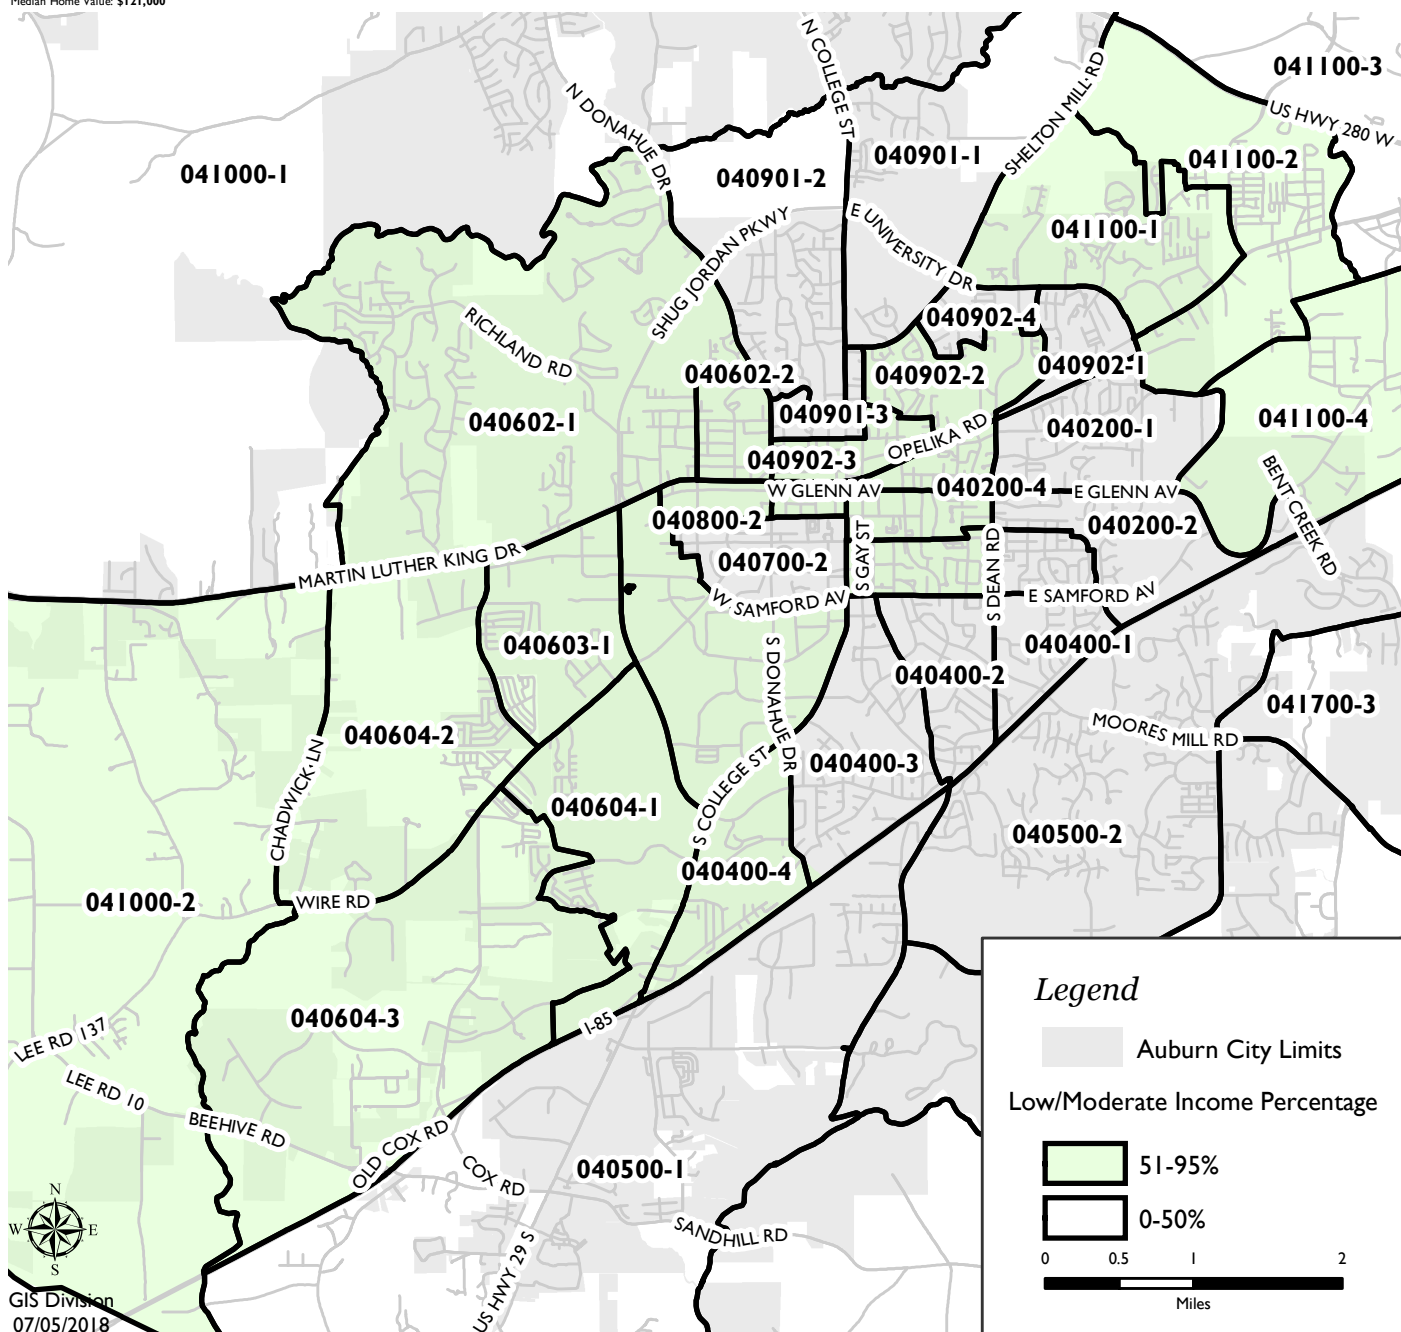 Median Home Value: $121,000
N COLLEGE ST
N DONAHUE DR
SHELTON MILL RD
041100-3
US HWY 280 W
041000-1
040901-2
040901-1
041100-2
SHUG JORDAN PKWY
E UNIVERSITY DR
041100-1
RICHLAND RD
040902-4
040602-2
040902-2
040902-1
040602-1
040901-3
040200-1
041100-4
OPELIKA RD
040902-3
W GLENN AV
040200-4
E GLENN AV
BENT CREEK RD
040800-2
040200-2
S GAY ST
MARTIN LUTHER KING DR
040700-2
S DEAN RD
W SAMFORD AV
E SAMFORD AV
040603-1
S DONAHUE DR
040400-1
040400-2
041700-3
040604-2
MOORES MILL RD
CHADWICK LN
S COLLEGE ST
040400-3
040604-1
040500-2
040400-4
041000-2
WIRE RD
040604-3
I-85
LEE RD 137
LEE RD 10
BEEHIVE RD
OLD COX RD
COX RD
040500-1
SANDHILL RD
US HWY 29 S
N
W E
S
GIS Division
07/05/2018
Legend
Auburn City Limits
Low/Moderate Income Percentage
51-95%
0-50%
0 0.5 1 2
Miles